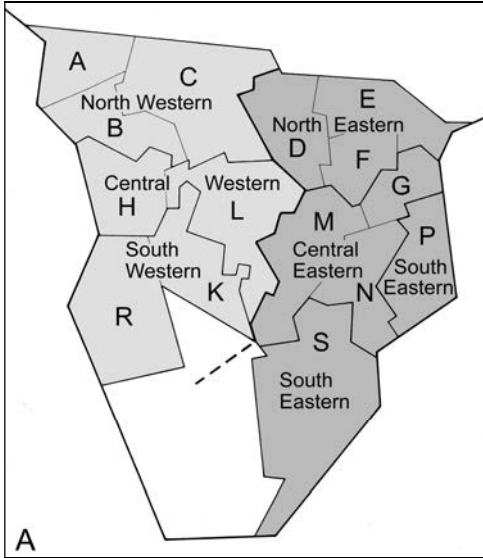 A
C
North Western
B
E
North Eastern
D
F
Central Western
H
L
G
M
Central
Eastern
P
South
Eastern
South
Western
K
N
R
S
South
Eastern
A